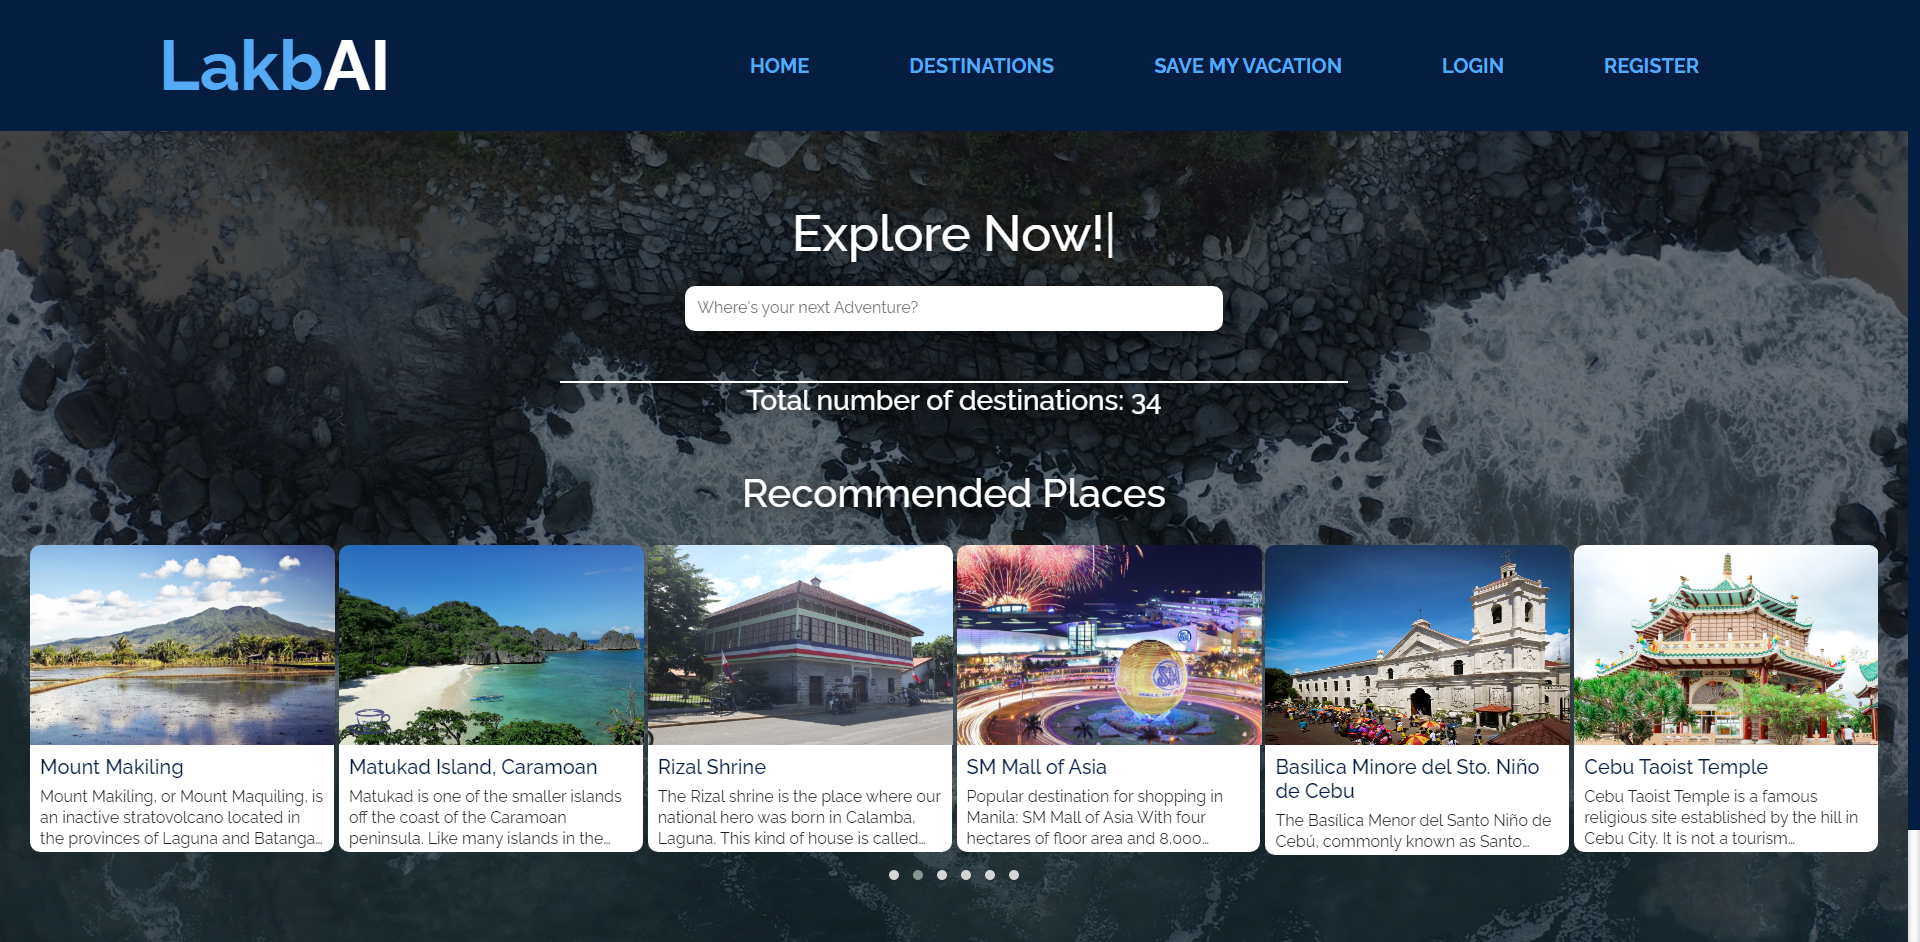 LakbAI
HOME
DESTINATIONS
SAVE MY VACATION
LOGIN
REGISTER
Explore Now!|
Where's your next Adventure?
Total number of destinations: 34
Recommended Places
Mount Makiling
Mount Makiling, or Mount Maquiling, is
an inactive stratovolcano located in
the provinces of Laguna and Batanga…
Matukad Island, Caramoan
Matukad is one of the smaller islands
off the coast of the Caramoan
peninsula. Like many islands in the…
Rizal Shrine
The Rizal shrine is the place where our
national hero was born in Calamba,
Laguna. This kind of house is called…
SM Mall of Asia
Popular destination for shopping in
Manila: SM Mall of Asia With four
hectares of floor area and 8,000…
Basilica Minore del Sto. Niño
de Cebu
The Basílica Menor del Santo Niño de
Cebú, commonly known as Santo…
Cebu Taoist Temple
Cebu Taoist Temple is a famous
religious site established by the hill in
Cebu City. It is not a tourism…